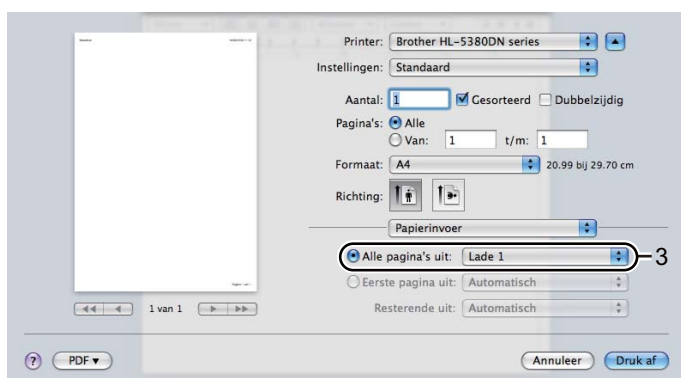 Printer: Brother HL-5380DN series
Instellingen: Standaard
Aantal: 1 Gesorteerd Dubbelzijdig
Pagina's: Alle
Van: 1 t/m: 1
Formaat: A4 20.99 bij 29.70 cm
Richting:
Papierinvoer
Alle pagina's uit: Lade 1 3
Eerste pagina uit: Automatisch
Resterende uit: Automatisch
1 van 1
? PDF ▾ Annuleer Druk af